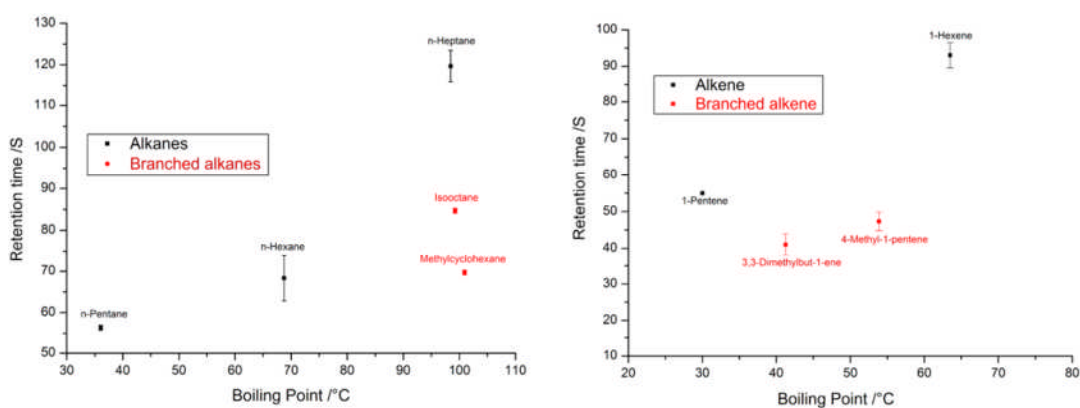 130
120
110
100
90
80
70
60
50
30 40 50 60 70 80 90 100 110
Retention time /S
Boiling Point /°C
Alkanes
Branched alkanes
n-Heptane
Isooctane
n-Hexane
Methylcyclohexane
n-Pentane
100
90
80
70
60
50
40
30
20
10
20 30 40 50 60 70 80
Retention time /S
Boiling Point /°C
Alkene
Branched alkene
1-Hexene
1-Pentene
4-Methyl-1-pentene
3,3-Dimethylbut-1-ene